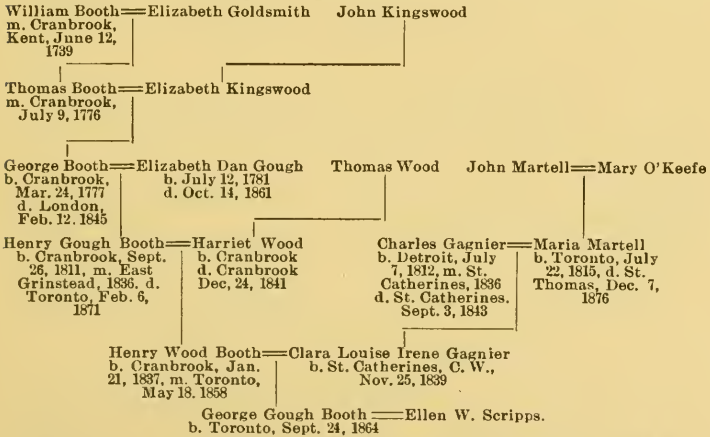 William Booth Elizabeth Goldsmith John Kingswood
m. Cranbrook,
Kent, June 12,
1739
Thomas Booth Elizabeth Kingswood
m. Cranbrook,
July 9, 1776
George Booth Elizabeth Dan Gough Thomas Wood John Martell Mary O'Keefe
b. Cranbrook,
Mar. 24, 1777
d. London,
Feb. 12. 1845
b. July 12, 1781
d. Oct. 14, 1861
Henry Gough Booth Harriet Wood Charles Gagnier Maria Martell
b. Cranbrook, Sept.
26, 1811, m. East
Grinstead, 1836. d.
Toronto, Feb. 6,
1871
b. Cranbrook
d. Cranbrook
Dec, 24, 1841
b. Detroit, July
7, 1812, m. St.
Catherines, 1836
d. St. Catherines.
Sept. 3, 1843
b. Toronto, July
22, 1815, d. St.
Thomas, Dec. 7,
1876
Henry Wood Booth Clara Louise Irene Gagnier
b. Cranbrook, Jan.
21, 1837, m. Toronto,
May 18. 1858
b. St. Catherines, C. W.,
Nov. 25, 1839
George Gough Booth Ellen W. Scripps.
b. Toronto, Sept. 24, 1864